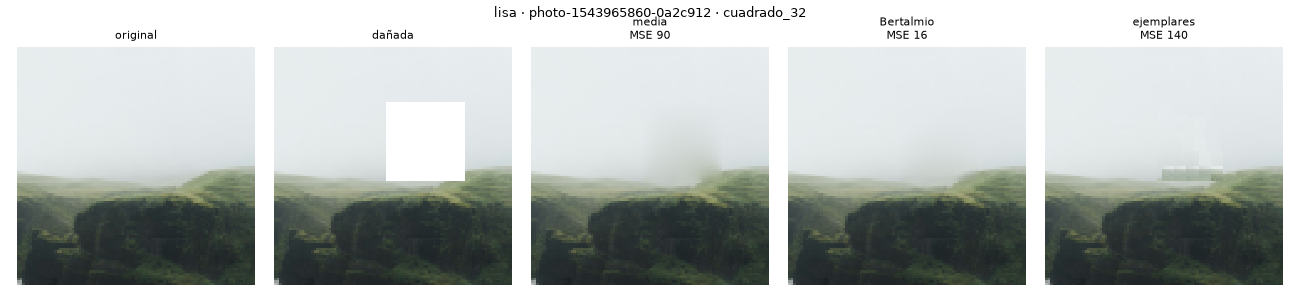 lisa · photo-1543965860-0a2c912 · cuadrado_32
original
dañada
media
MSE 90
Bertalmio
MSE 16
ejemplares
MSE 140